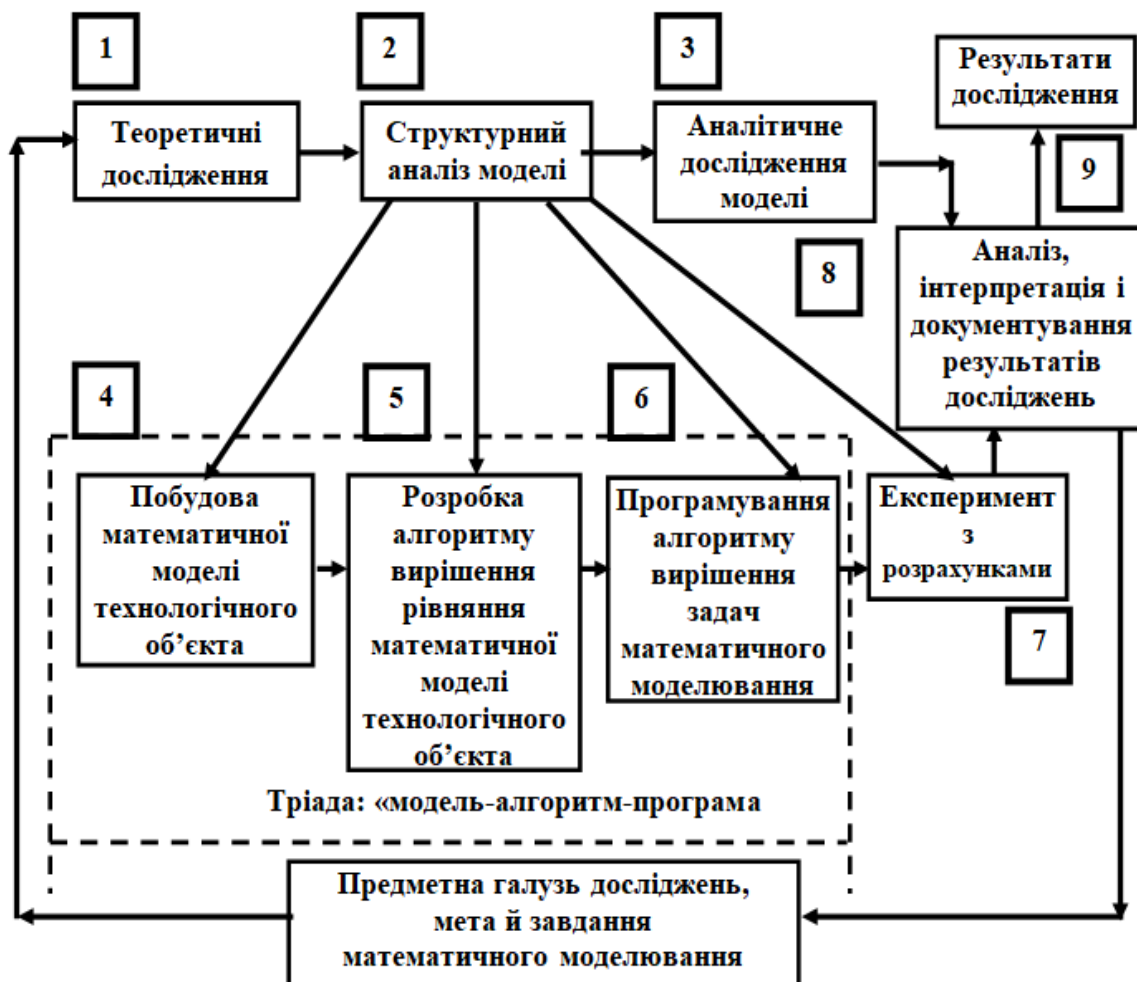 1
2
3
Результати
дослідження
Теоретичні
дослідження
Структурний
аналіз моделі
Аналітичне
дослідження
моделі
9
8
Аналіз,
інтерпретація і
документування
результатів
досліджень
4
5
6
Побудова
математичної
моделі
технологічного
об’єкта
Розробка
алгоритму
вирішення
рівняння
математичної
моделі
технологічного
об’єкта
Програмування
алгоритму
вирішення
задач
математичного
моделювання
Експеримент
з
розрахунками
7
Тріада: «модель-алгоритм-програма
Предметна галузь досліджень,
мета й завдання
математичного моделювання